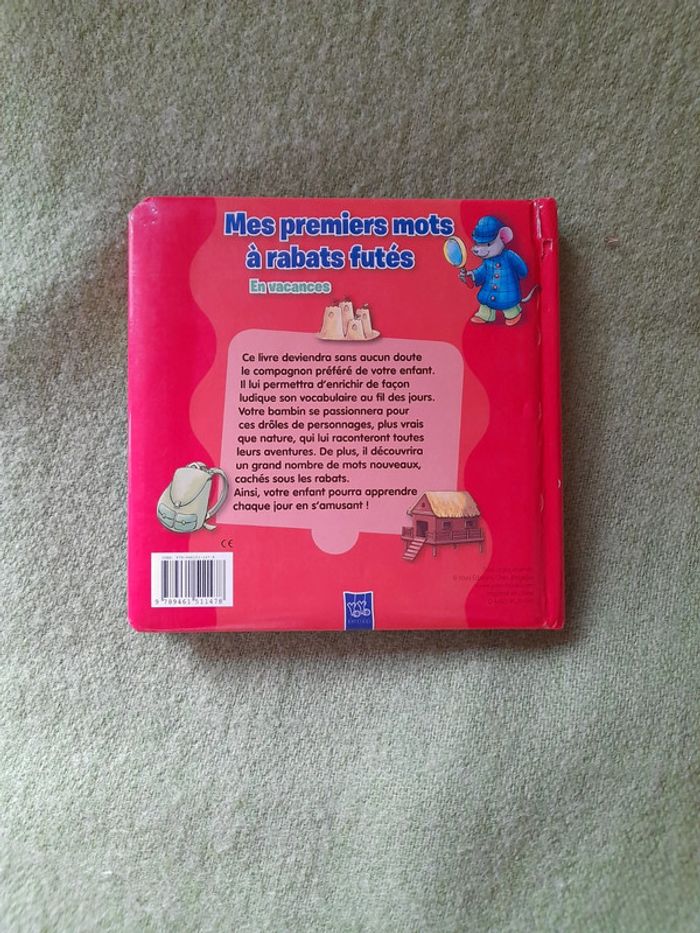 Mes premiers mots
à rabats futés
En vacances
Ce livre deviendra sans aucun doute
le compagnon préféré de votre enfant.
Il lui permettra d'enrichir de façon
ludique son vocabulaire au fil des jours.
Votre bambin se passionnera pour
ces drôles de personnages, plus vrais
que nature, qui lui raconteront toutes
leurs aventures. De plus, il découvrira
un grand nombre de mots nouveaux,
cachés sous les rabats.
Ainsi, votre enfant pourra apprendre
chaque jour en s'amusant !
CE
9 789461 511478
YOYO